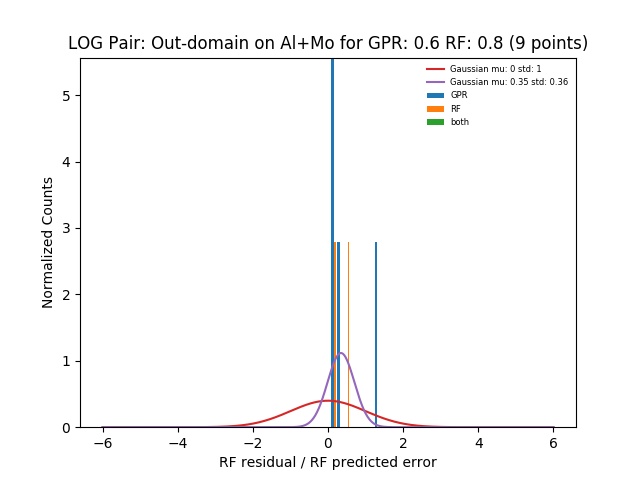 LOG Pair: Out-domain on Al+Mo for GPR: 0.6 RF: 0.8 (9 points)
Gaussian mu: 0 std: 1
Gaussian mu: 0.35 std: 0.36
GPR
RF
both
Normalized Counts
5
4
3
2
1
0
−6
−4
−2
0
2
4
6
RF residual / RF predicted error